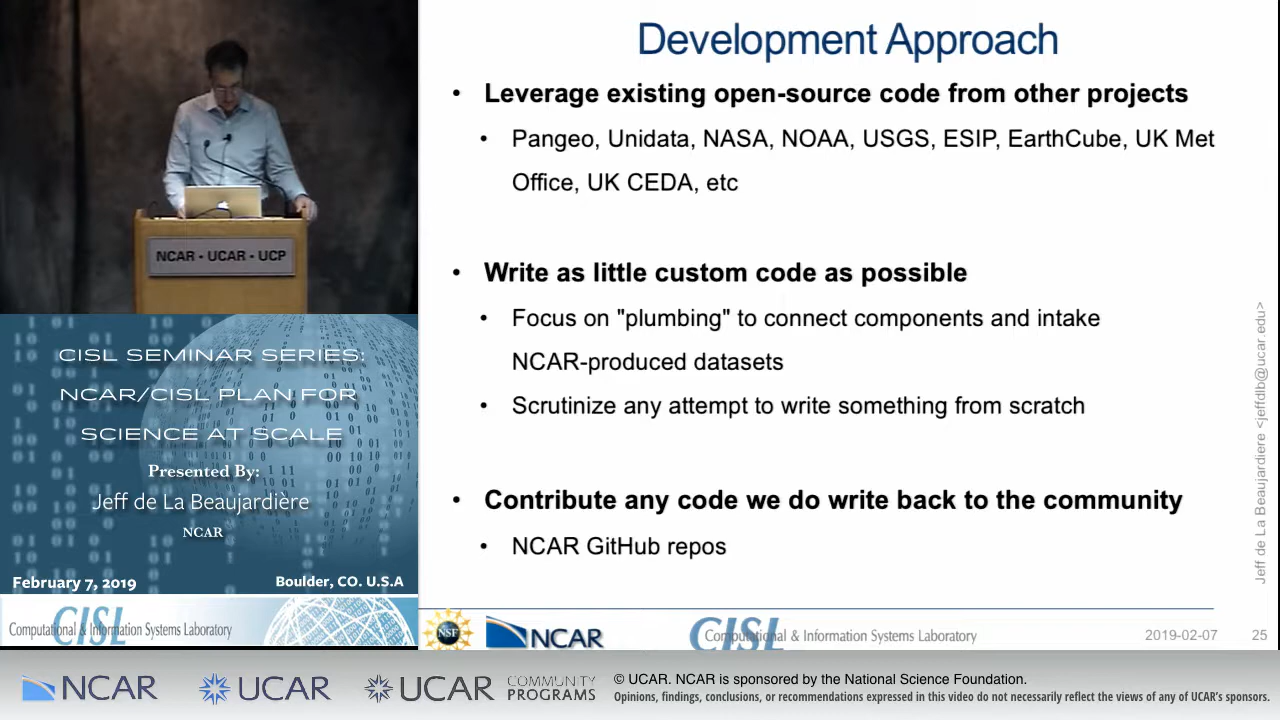 Development Approach
• Leverage existing open-source code from other projects
• Pangeo, Unidata, NASA, NOAA, USGS, ESIP, EarthCube, UK Met
Office, UK CEDA, etc
• Write as little custom code as possible
• Focus on "plumbing" to connect components and intake
NCAR-produced datasets
• Scrutinize any attempt to write something from scratch
• Contribute any code we do write back to the community
• NCAR GitHub repos
Jeff de La Beaujardiere <jeffdlb@ucar.edu>
NSF
NCAR
CISL
Computational & Information Systems Laboratory
2019-02-07
25
NCAR - UCAR - UCP
CISL SEMINAR SERIES:
NCAR/CISL PLAN FOR
SCIENCE AT SCALE
Presented By:
Jeff de La Beaujardière
NCAR
February 7, 2019
Boulder, CO. U.S.A
CISL
Computational & Information Systems Laboratory
NCAR
UCAR
UCAR
COMMUNITY
PROGRAMS
© UCAR. NCAR is sponsored by the National Science Foundation.
Opinions, findings, conclusions, or recommendations expressed in this video do not necessarily reflect the views of any of UCAR's sponsors.